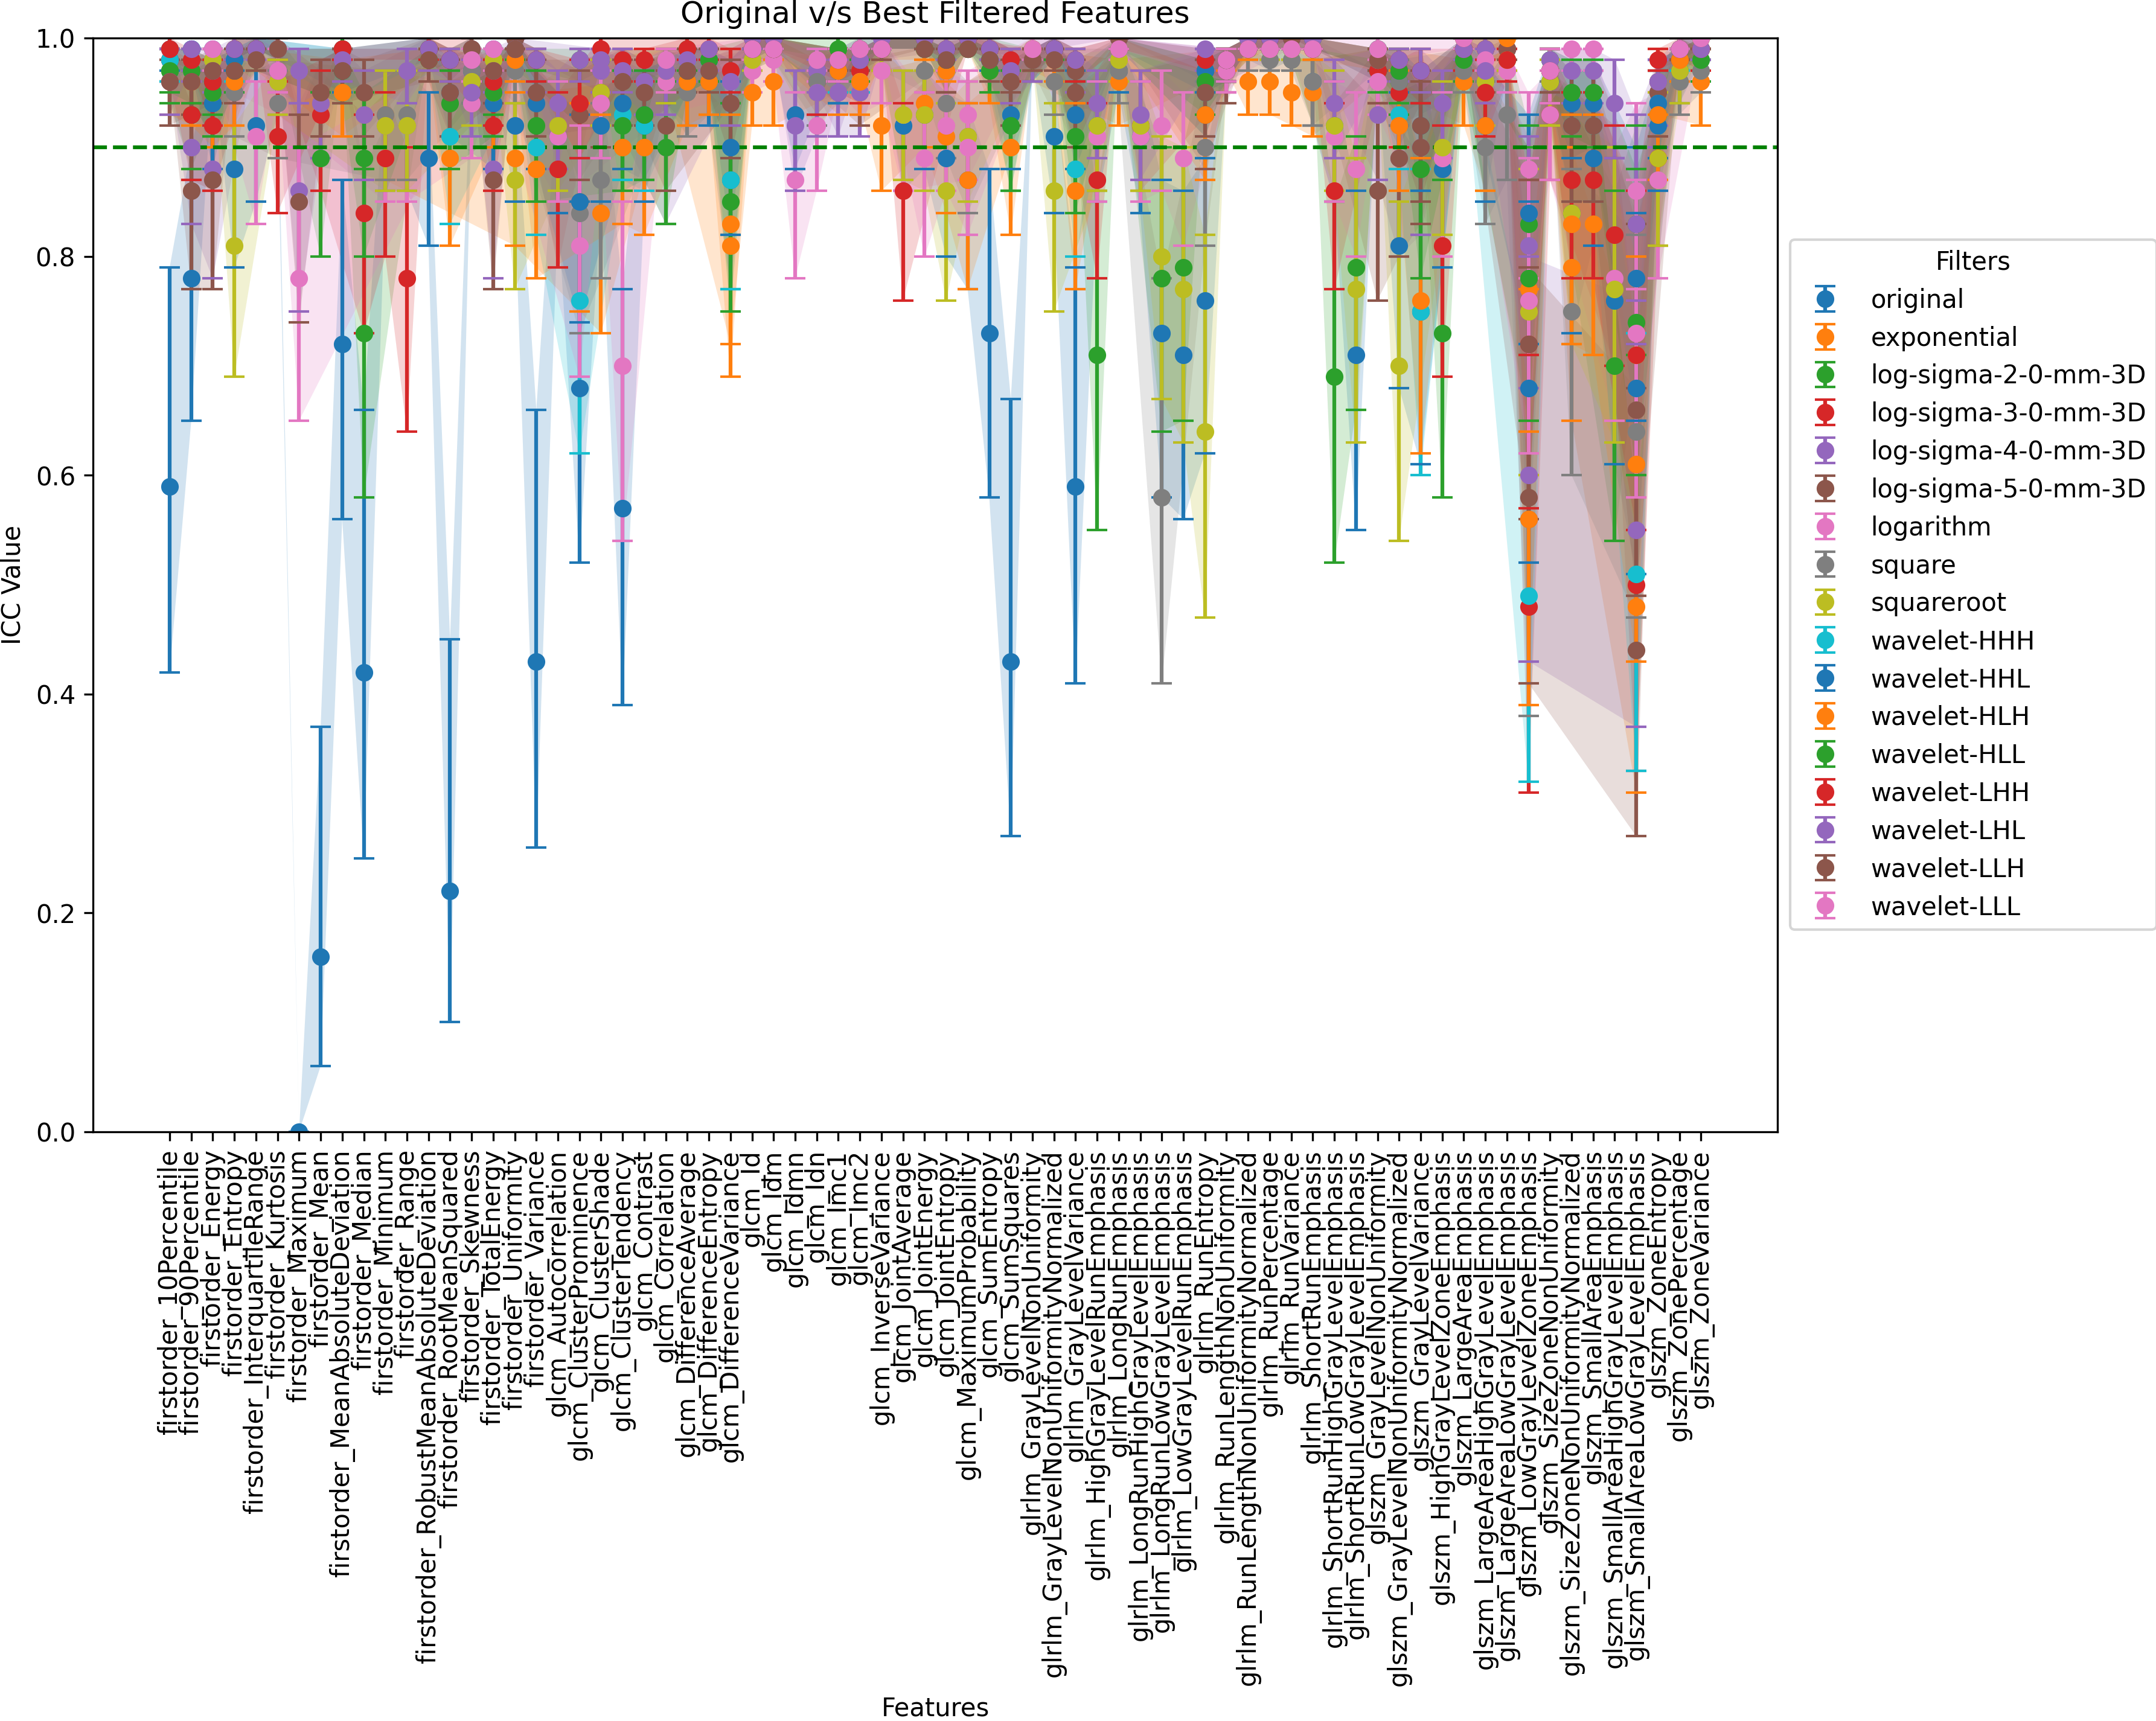 Original v/s Best Filtered Features
ICC Value
1.0
0.8
0.6
0.4
0.2
0.0
Filters
original
exponential
log-sigma-2-0-mm-3D
log-sigma-3-0-mm-3D
log-sigma-4-0-mm-3D
log-sigma-5-0-mm-3D
logarithm
square
squareroot
wavelet-HHH
wavelet-HHL
wavelet-HLH
wavelet-HLL
wavelet-LHH
wavelet-LHL
wavelet-LLH
wavelet-LLL
firstorder_10Percentile
firstorder_90Percentile
firstorder_Energy
firstorder_Entropy
firstorder_InterquartileRange
firstorder_Kurtosis
firstorder_Maximum
firstorder_Mean
firstorder_MeanAbsoluteDeviation
firstorder_Median
firstorder_Minimum
firstorder_Range
firstorder_RobustMeanAbsoluteDeviation
firstorder_RootMeanSquared
firstorder_Skewness
firstorder_TotalEnergy
firstorder_Uniformity
firstorder_Variance
glcm_Autocorrelation
glcm_ClusterProminence
glcm_ClusterShade
glcm_ClusterTendency
glcm_Contrast
glcm_Correlation
glcm_DifferenceAverage
glcm_DifferenceEntropy
glcm_DifferenceVariance
glcm_Id
glcm_Idm
glcm_Idmn
glcm_Idn
glcm_Imc1
glcm_Imc2
glcm_InverseVariance
glcm_JointAverage
glcm_JointEnergy
glcm_JointEntropy
glcm_MaximumProbability
glcm_SumEntropy
glcm_SumSquares
glrlm_GrayLevelNonUniformity
glrlm_GrayLevelNonUniformityNormalized
glrlm_GrayLevelVariance
glrlm_HighGrayLevelRunEmphasis
glrlm_LongRunEmphasis
glrlm_LongRunHighGrayLevelEmphasis
glrlm_LongRunLowGrayLevelEmphasis
glrlm_LowGrayLevelRunEmphasis
glrlm_RunEntropy
glrlm_RunLengthNonUniformity
glrlm_RunLengthNonUniformityNormalized
glrlm_RunPercentage
glrlm_RunVariance
glrlm_ShortRunEmphasis
glrlm_ShortRunHighGrayLevelEmphasis
glrlm_ShortRunLowGrayLevelEmphasis
glszm_GrayLevelNonUniformity
glszm_GrayLevelNonUniformityNormalized
glszm_GrayLevelVariance
glszm_HighGrayLevelZoneEmphasis
glszm_LargeAreaEmphasis
glszm_LargeAreaHighGrayLevelEmphasis
glszm_LargeAreaLowGrayLevelEmphasis
glszm_LowGrayLevelZoneEmphasis
glszm_SizeZoneNonUniformity
glszm_SizeZoneNonUniformityNormalized
glszm_SmallAreaEmphasis
glszm_SmallAreaHighGrayLevelEmphasis
glszm_SmallAreaLowGrayLevelEmphasis
glszm_ZoneEntropy
glszm_ZonePercentage
glszm_ZoneVariance
Features